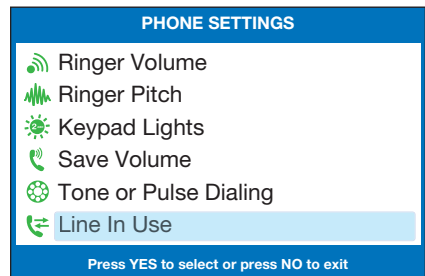 PHONE SETTINGS
Ringer Volume
Ringer Pitch
Keypad Lights
Save Volume
Tone or Pulse Dialing
Line In Use
Press YES to select or press NO to exit